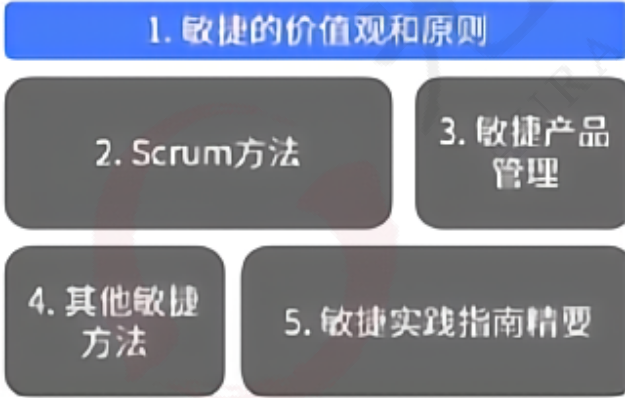 1. 敏捷的价值观和原则
2. Scrum方法
3. 敏捷产品
管理
4. 其他敏捷
方法
5. 敏捷实践指南精要